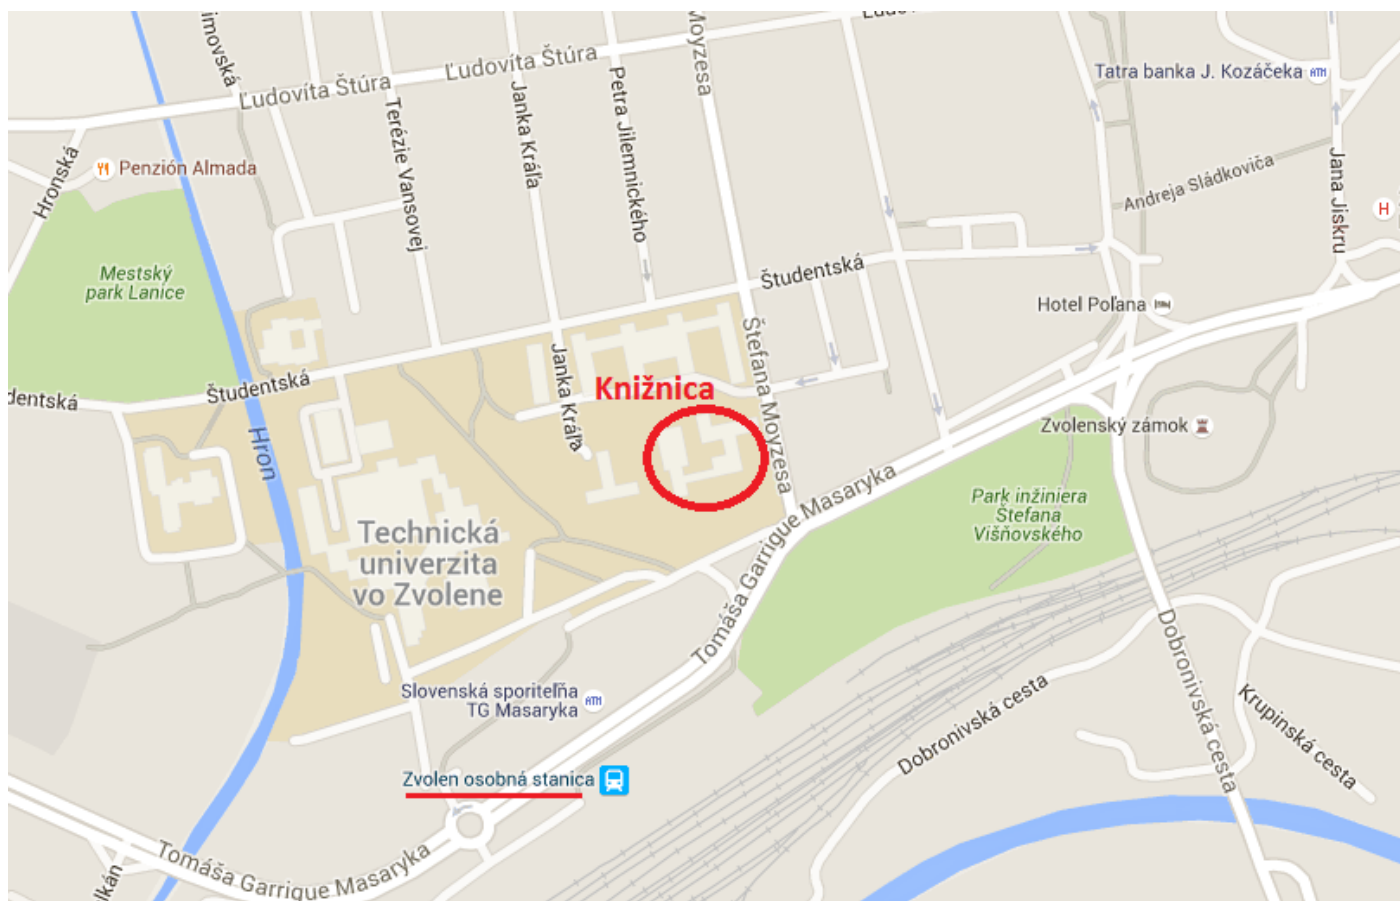 Moyzesa
Ľudovíta Štúra
Ľudovíta Štúra
Tatra banka J. Kozáčeka
ATM
Hronská
Penzión Almada
Terézie Vansovej
Janka Kráľa
Petra Jilemnického
Andreja Sládkoviča
Jana Jiskru
H
Mestský
park Lanice
Študentská
Hotel Poľana
Štefana Moyzesa
Janka Kráľa
Knižnica
Študentská
dentská
Hron
Zvolenský zámok
Park inžiniera
Štefana
Višňovského
Technická
univerzita
vo Zvolene
Tomáša Garrigue Masaryka
Slovenská sporiteľňa
TG Masaryka
ATM
Dobronivská cesta
Dobronivská cesta
Krupinská cesta
Zvolen osobná stanica
Tomáša Garrigue Masaryka